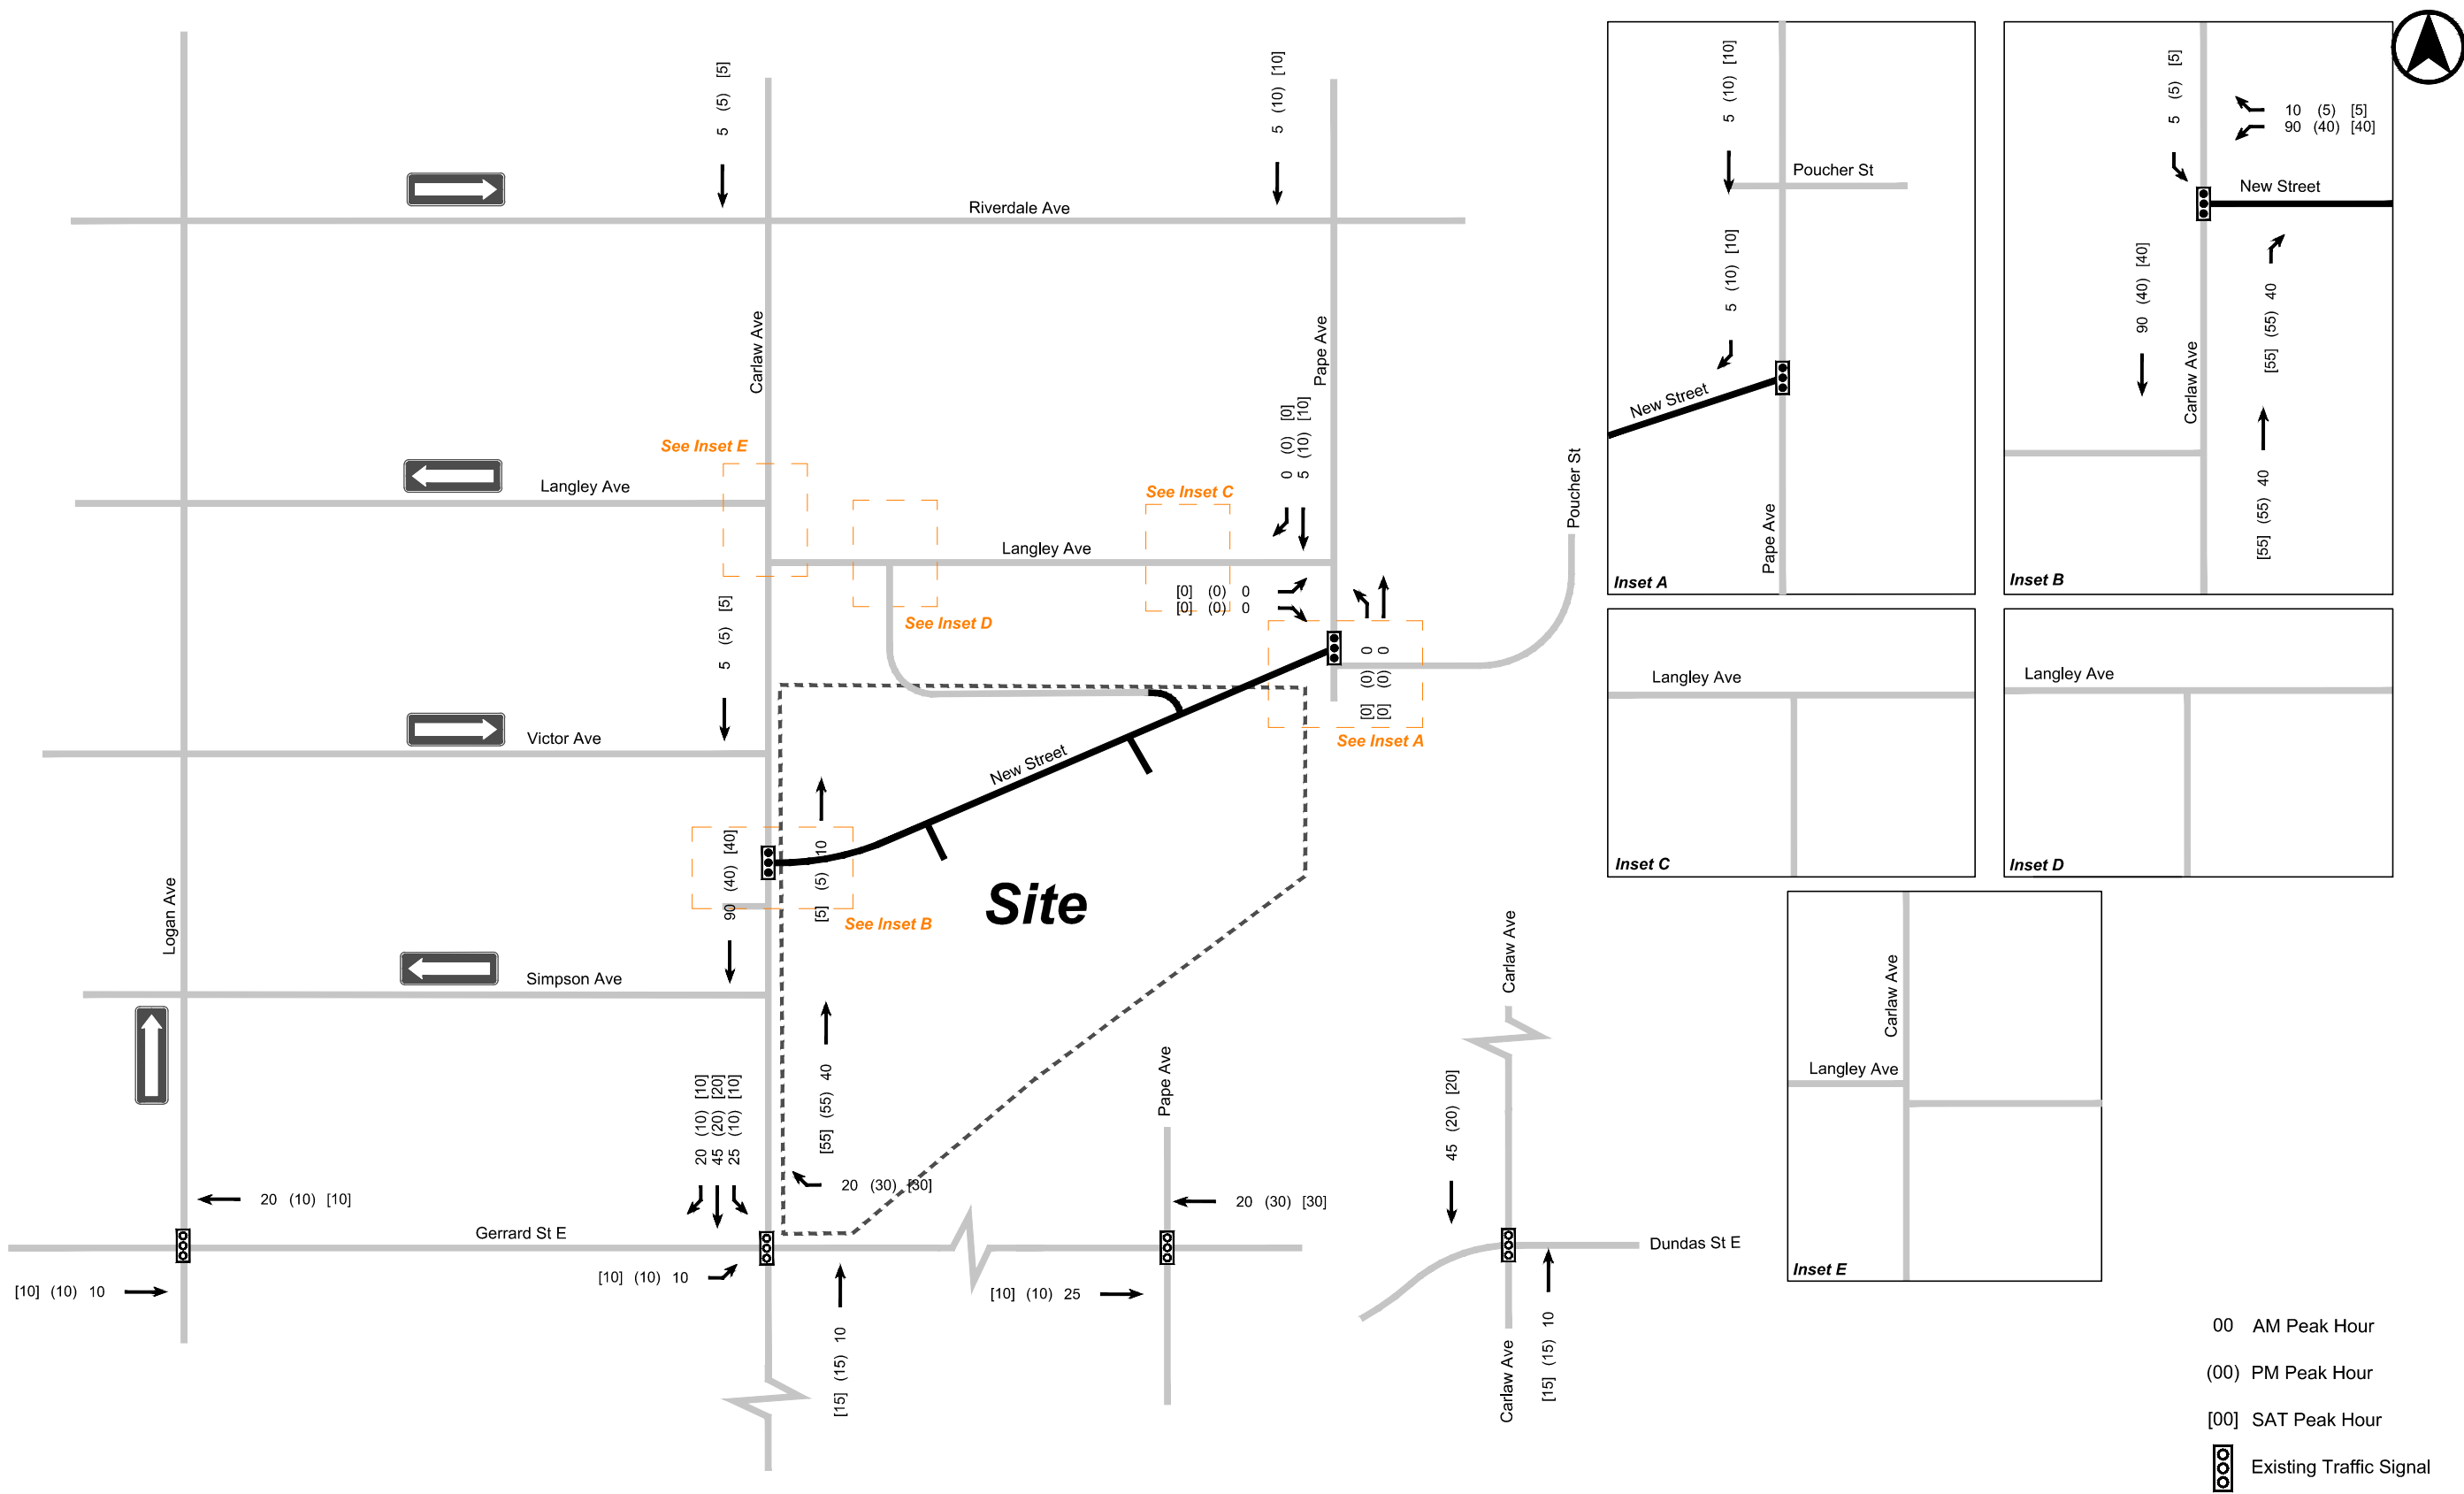 5 (5) [5]
5 (10) [10]
Riverdale Ave
Carlaw Ave
Pape Ave
0 (0) [0]
5 (10) [10]
See Inset E
Langley Ave
See Inset C
Langley Ave
Poucher St
[0] (0) 0
[0] (0) 0
See Inset D
5 (5) [5]
[0] (0) 0
[0] (0) 0
See Inset A
Victor Ave
New Street
90 (40) [40]
[5] (5) 10
See Inset B
Site
Logan Ave
Simpson Ave
Carlaw Ave
Pape Ave
20 (10) [10]
45 (20) [20]
25 (10) [10]
[55] (55) 40
45 (20) [20]
20 (10) [10]
20 (30) [30]
20 (30) [30]
Gerrard St E
Dundas St E
[10] (10) 10
[10] (10) 10
[15] (15) 10
[10] (10) 25
Carlaw Ave
[15] (15) 10
5 (10) [10]
Poucher St
5 (10) [10]
New Street
Pape Ave
Inset A
5 (5) [5]
10 (5) [5]
90 (40) [40]
New Street
90 (40) [40]
[55] (55) 40
Carlaw Ave
[55] (55) 40
Inset B
Langley Ave
Inset C
Langley Ave
Inset D
Carlaw Ave
Langley Ave
Inset E
00 AM Peak Hour
(00) PM Peak Hour
[00] SAT Peak Hour
Existing Traffic Signal